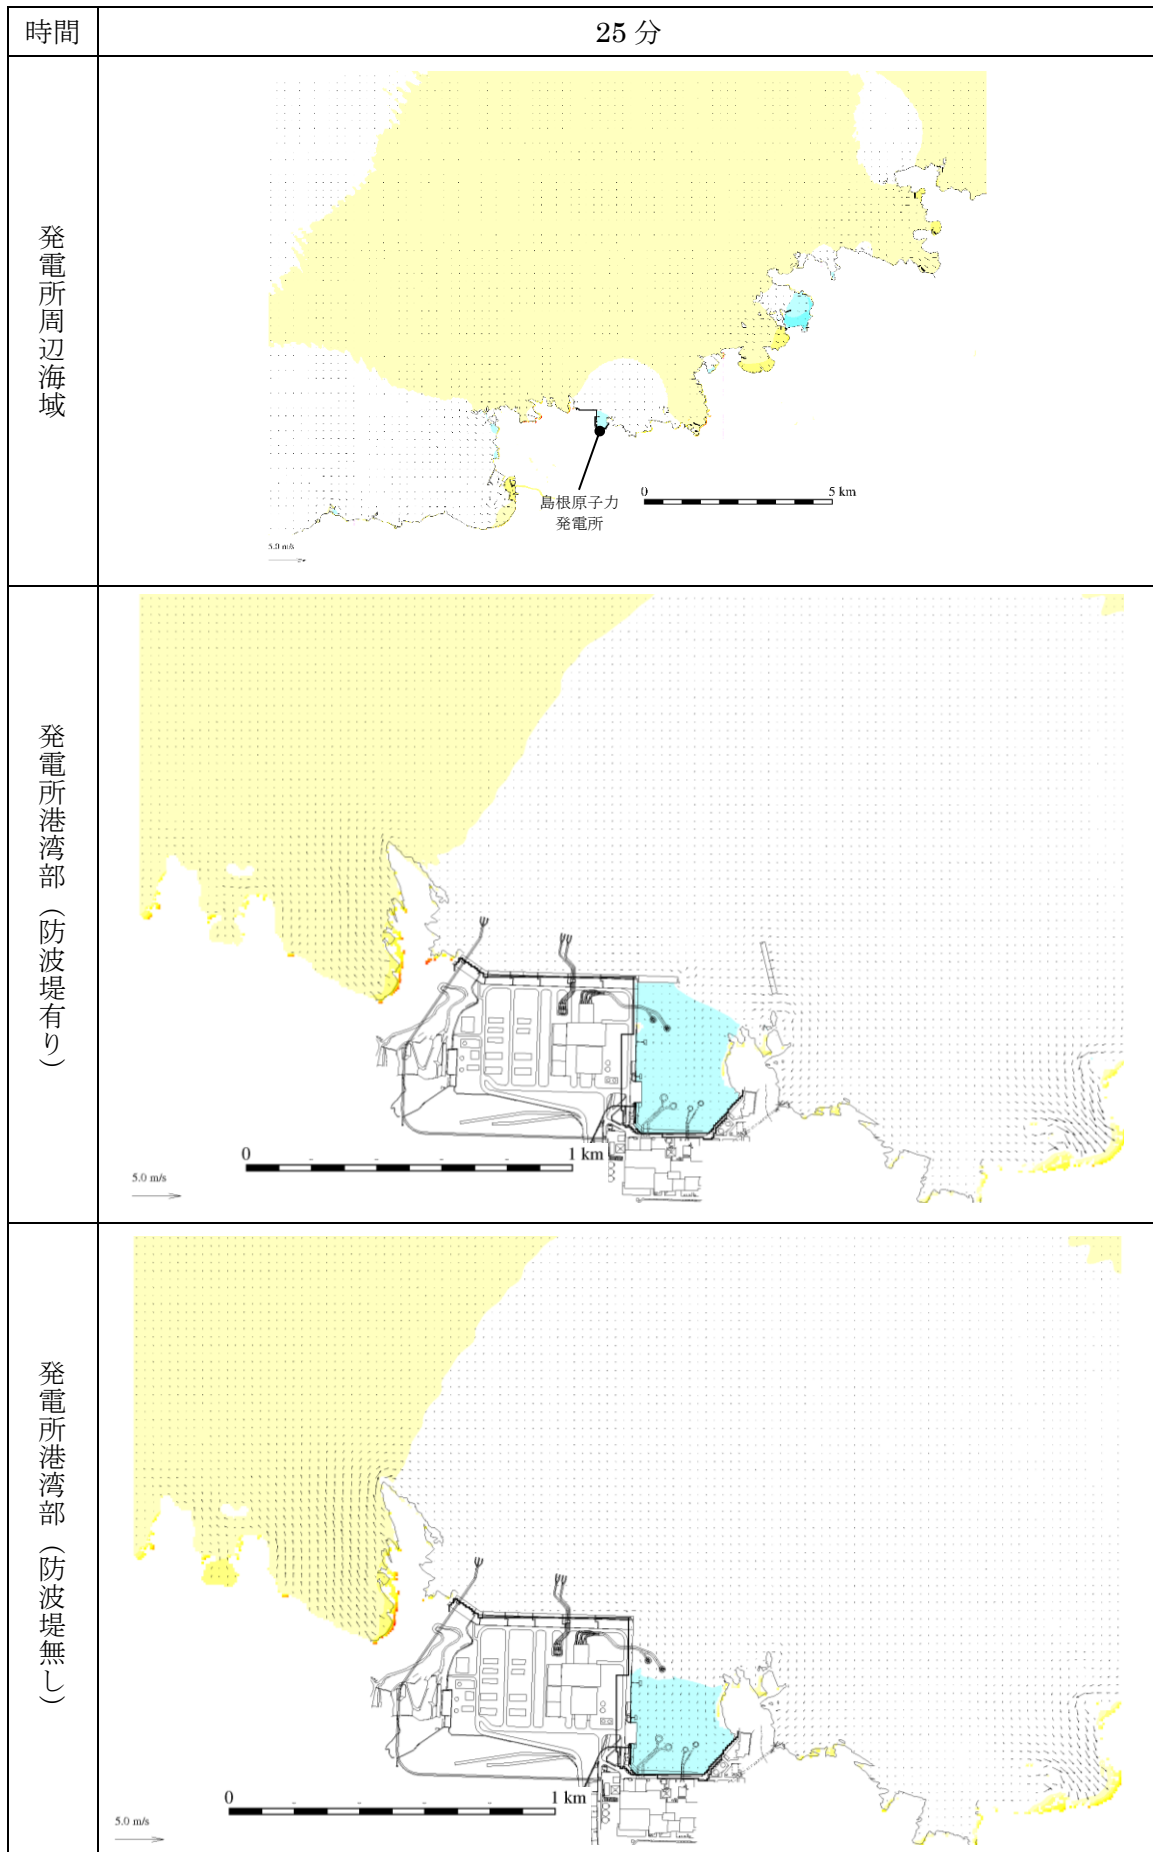 時間
25 分
発電所周辺海域
島根原子力
発電所
0
5 km
5.0 m/s
発電所港湾部（防波堤有り）
0
1 km
5.0 m/s
発電所港湾部（防波堤無し）
0
1 km
5.0 m/s